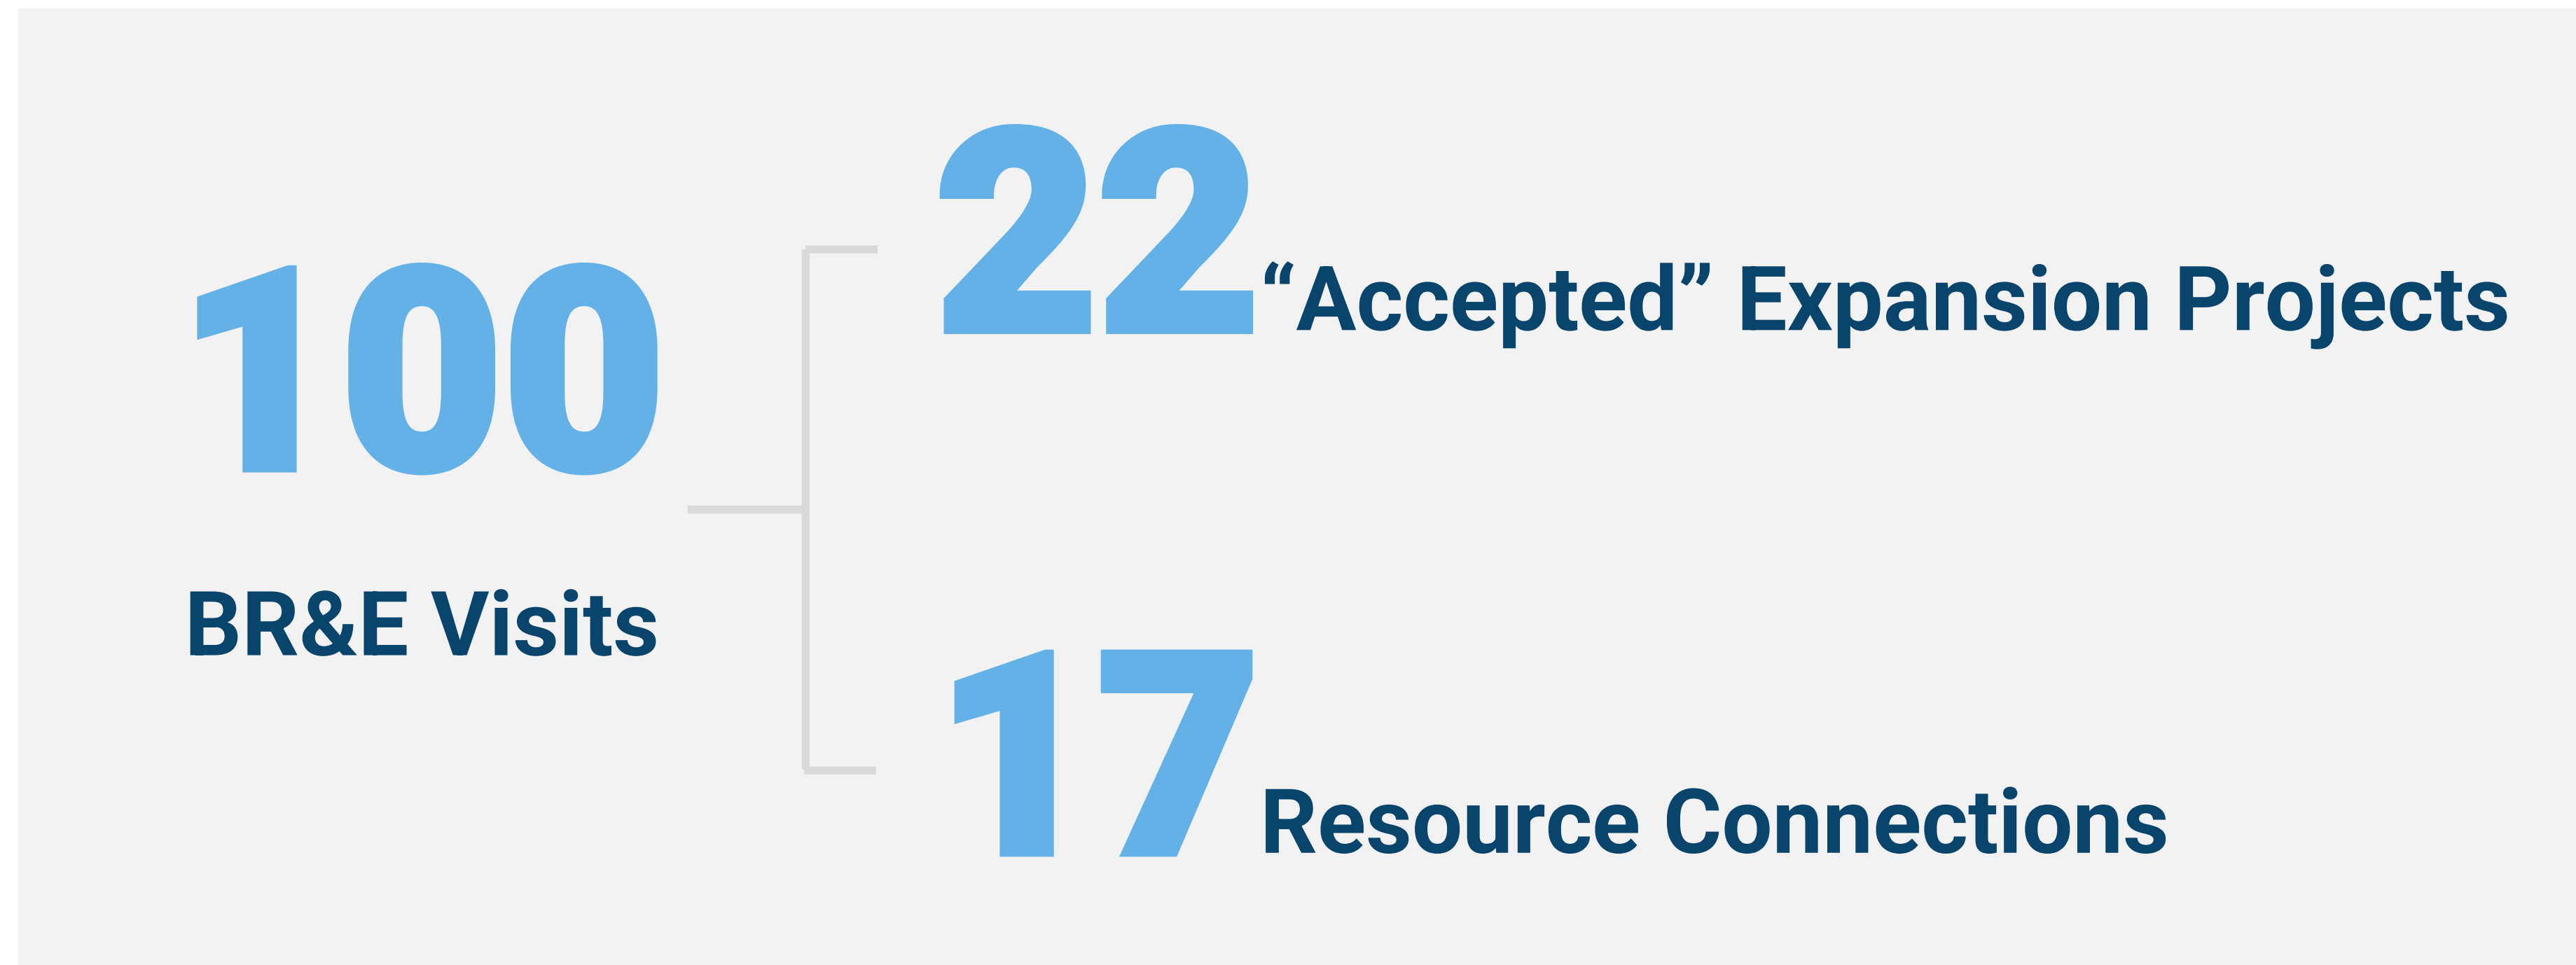 100
BR&E Visits
22 “Accepted” Expansion Projects
17 Resource Connections